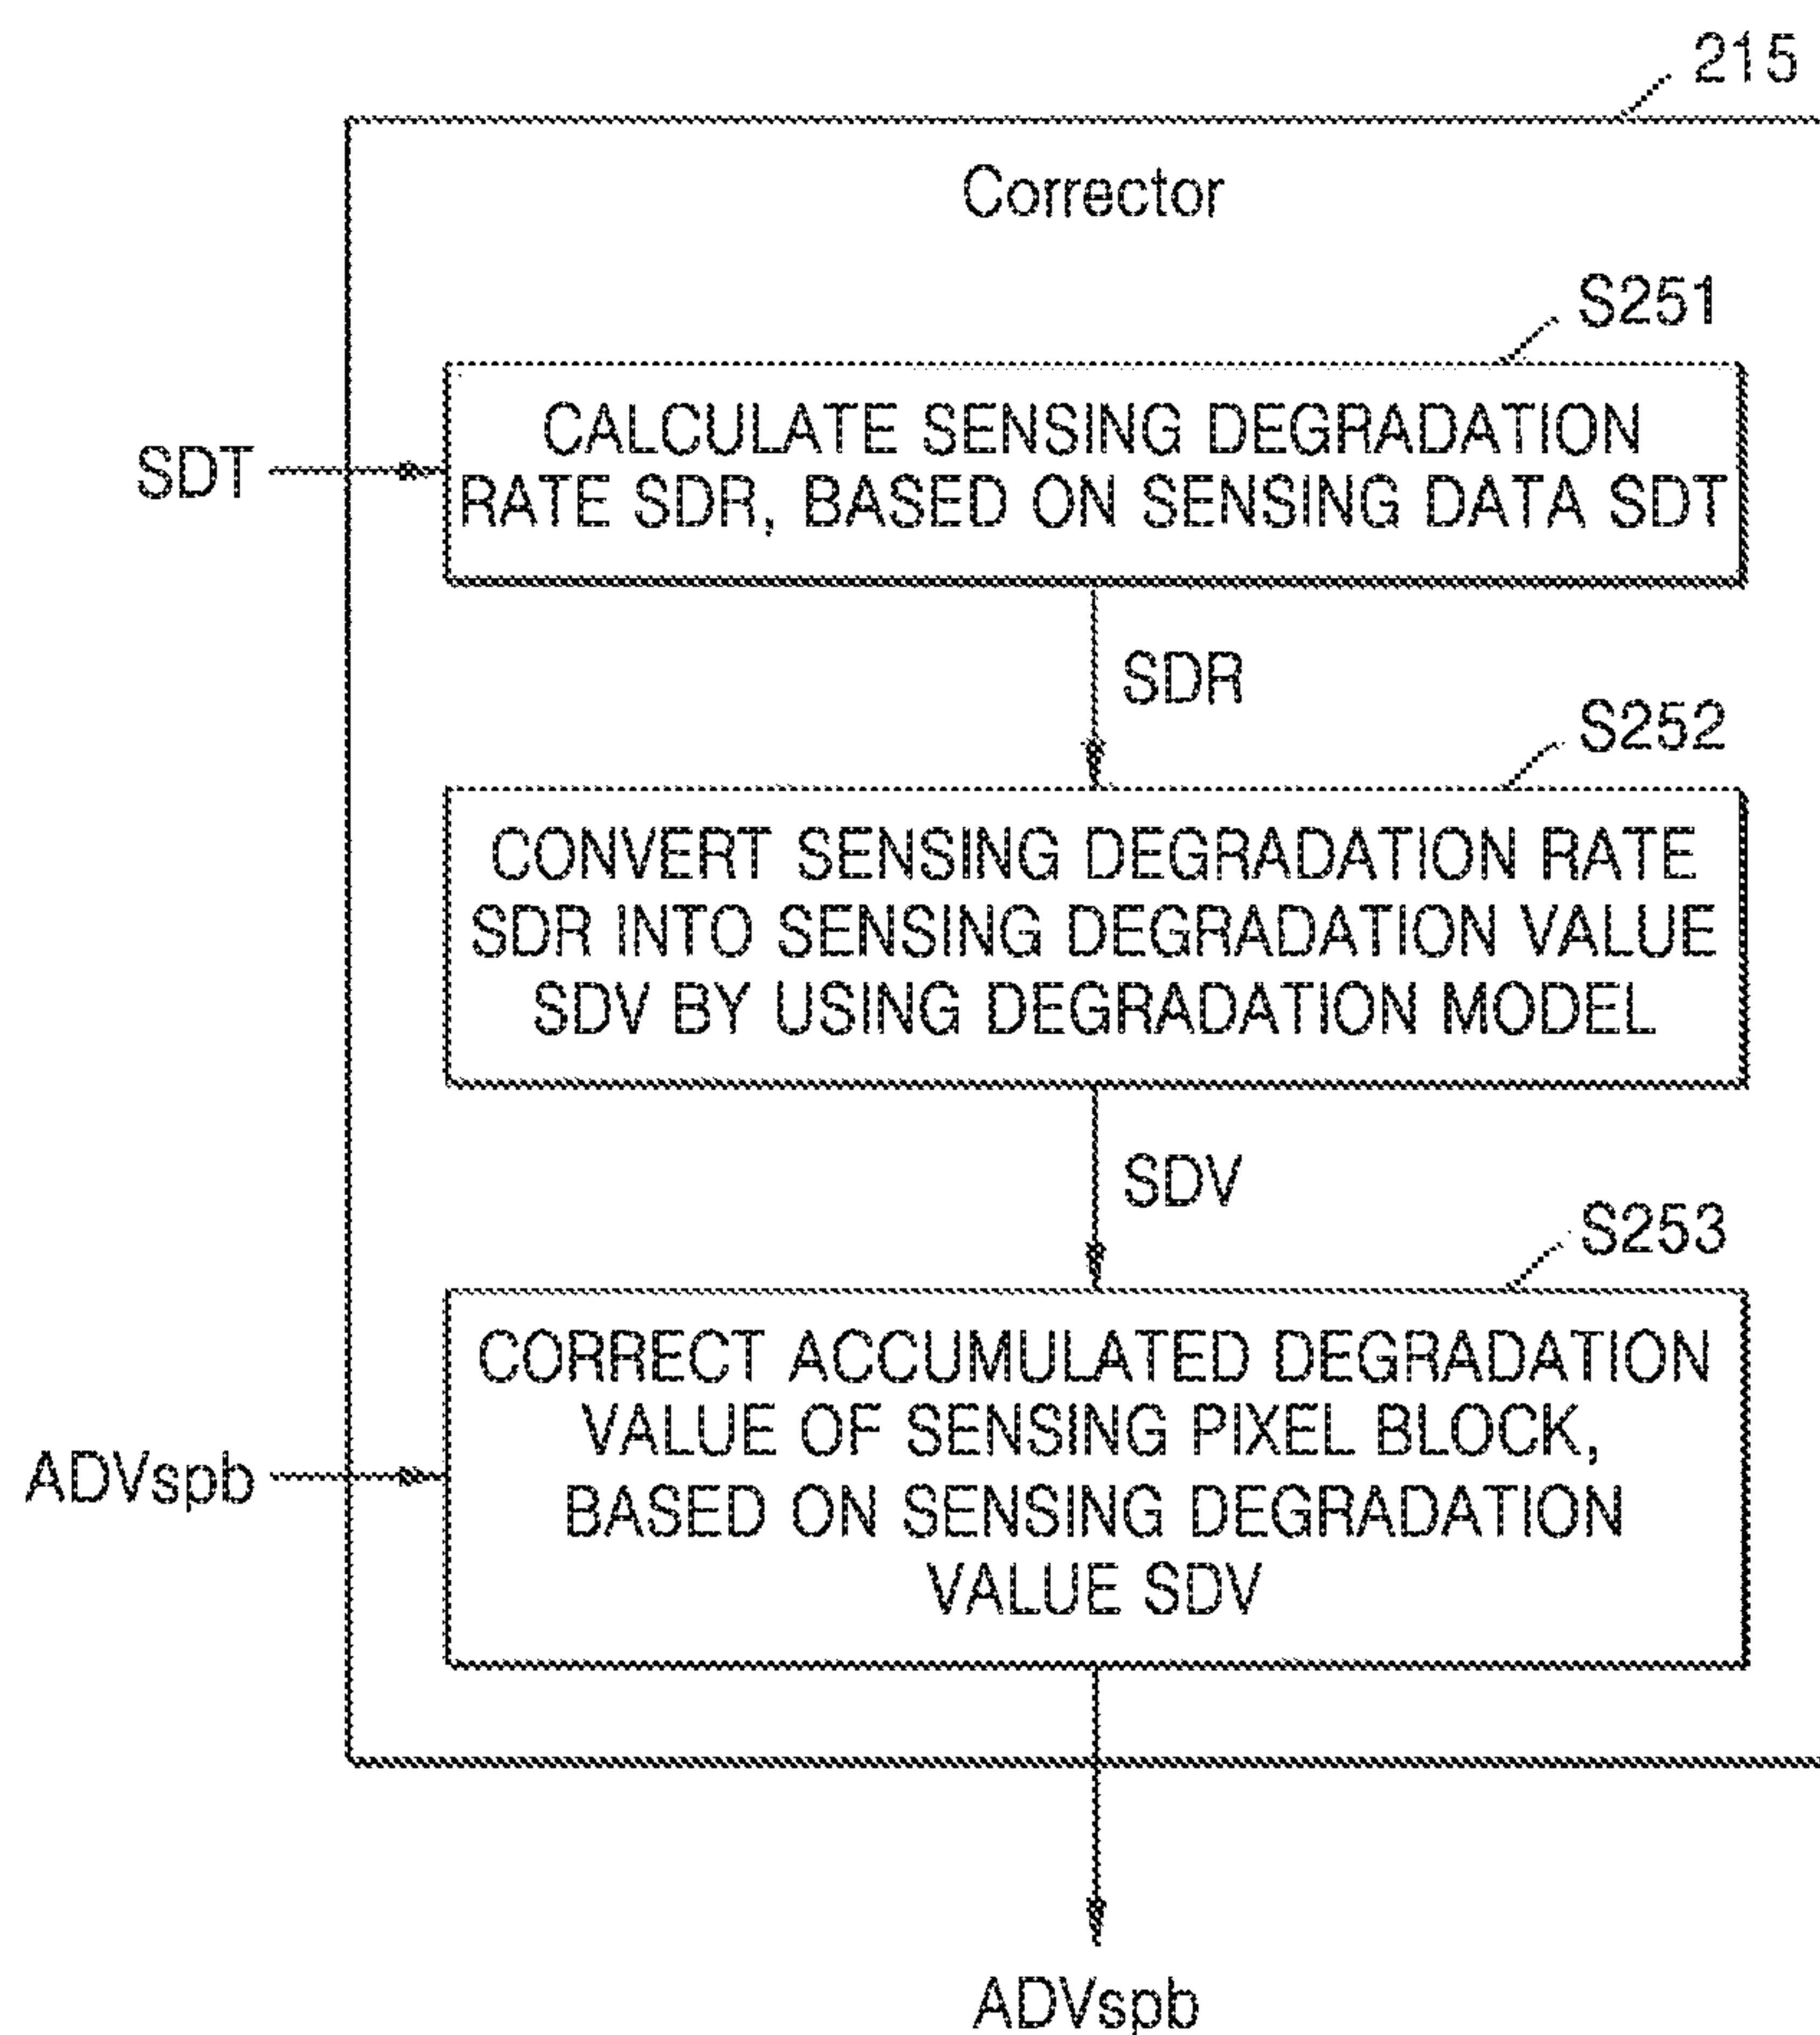 215
Corrector
S251
CALCULATE SENSING DEGRADATION
RATE SDR, BASED ON SENSING DATA SDT
SDT
SDR
S252
CONVERT SENSING DEGRADATION RATE
SDR INTO SENSING DEGRADATION VALUE
SDV BY USING DEGRADATION MODEL
SDV
S253
CORRECT ACCUMULATED DEGRADATION
VALUE OF SENSING PIXEL BLOCK,
BASED ON SENSING DEGRADATION
VALUE SDV
ADVspb
ADVspb